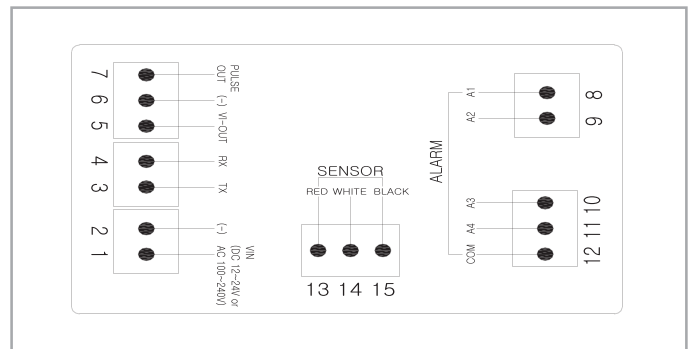 7
PULSE
OUT
6
(-)
5
VI-OUT
4
RX
3
TX
2
(-)
1
VIN
(DC 12~24V or
AC 100~240V)
SENSOR
RED WHITE BLACK
13 14 15
ALARM
A1
8
A2
9
A3
10
A4
11
COM
12